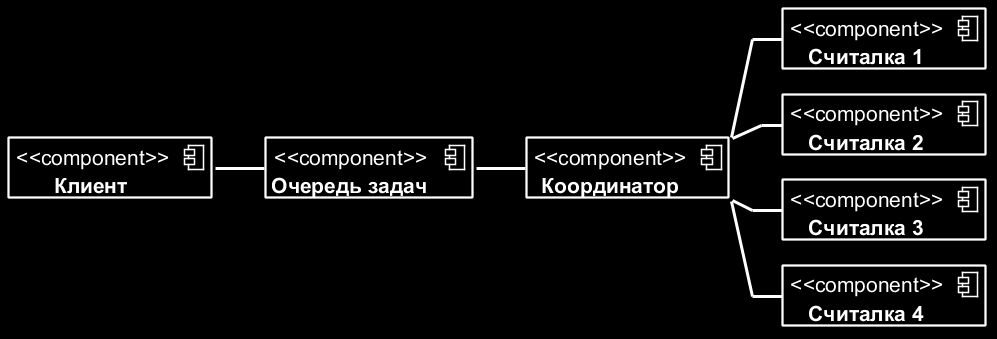 <<component>>
Клиент
<<component>>
Очередь задач
<<component>>
Координатор
<<component>>
Считалка 1
<<component>>
Считалка 2
<<component>>
Считалка 3
<<component>>
Считалка 4